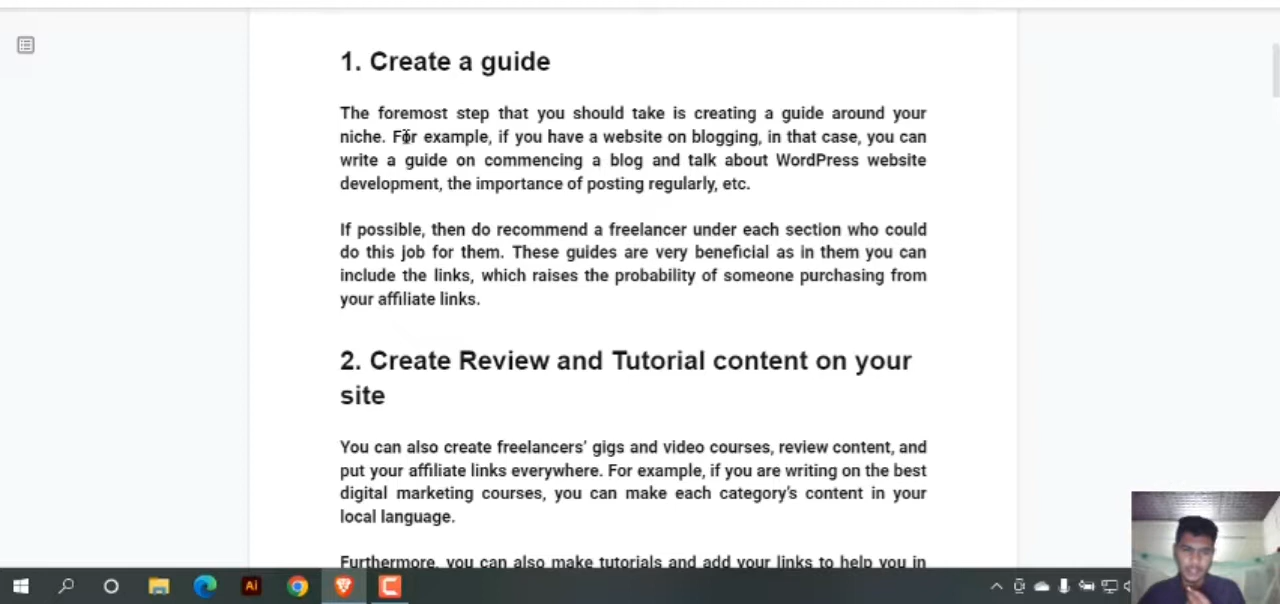 1. Create a guide
The foremost step that you should take is creating a guide around your
niche. For example, if you have a website on blogging, in that case, you can
write a guide on commencing a blog and talk about WordPress website
development, the importance of posting regularly, etc.
If possible, then do recommend a freelancer under each section who could
do this job for them. These guides are very beneficial as in them you can
include the links, which raises the probability of someone purchasing from
your affiliate links.
2. Create Review and Tutorial content on your
site
You can also create freelancers' gigs and video courses, review content, and
put your affiliate links everywhere. For example, if you are writing on the best
digital marketing courses, you can make each category's content in your
local language.
Furthermore, you can also make tutorials and add your links to help you in
Ai